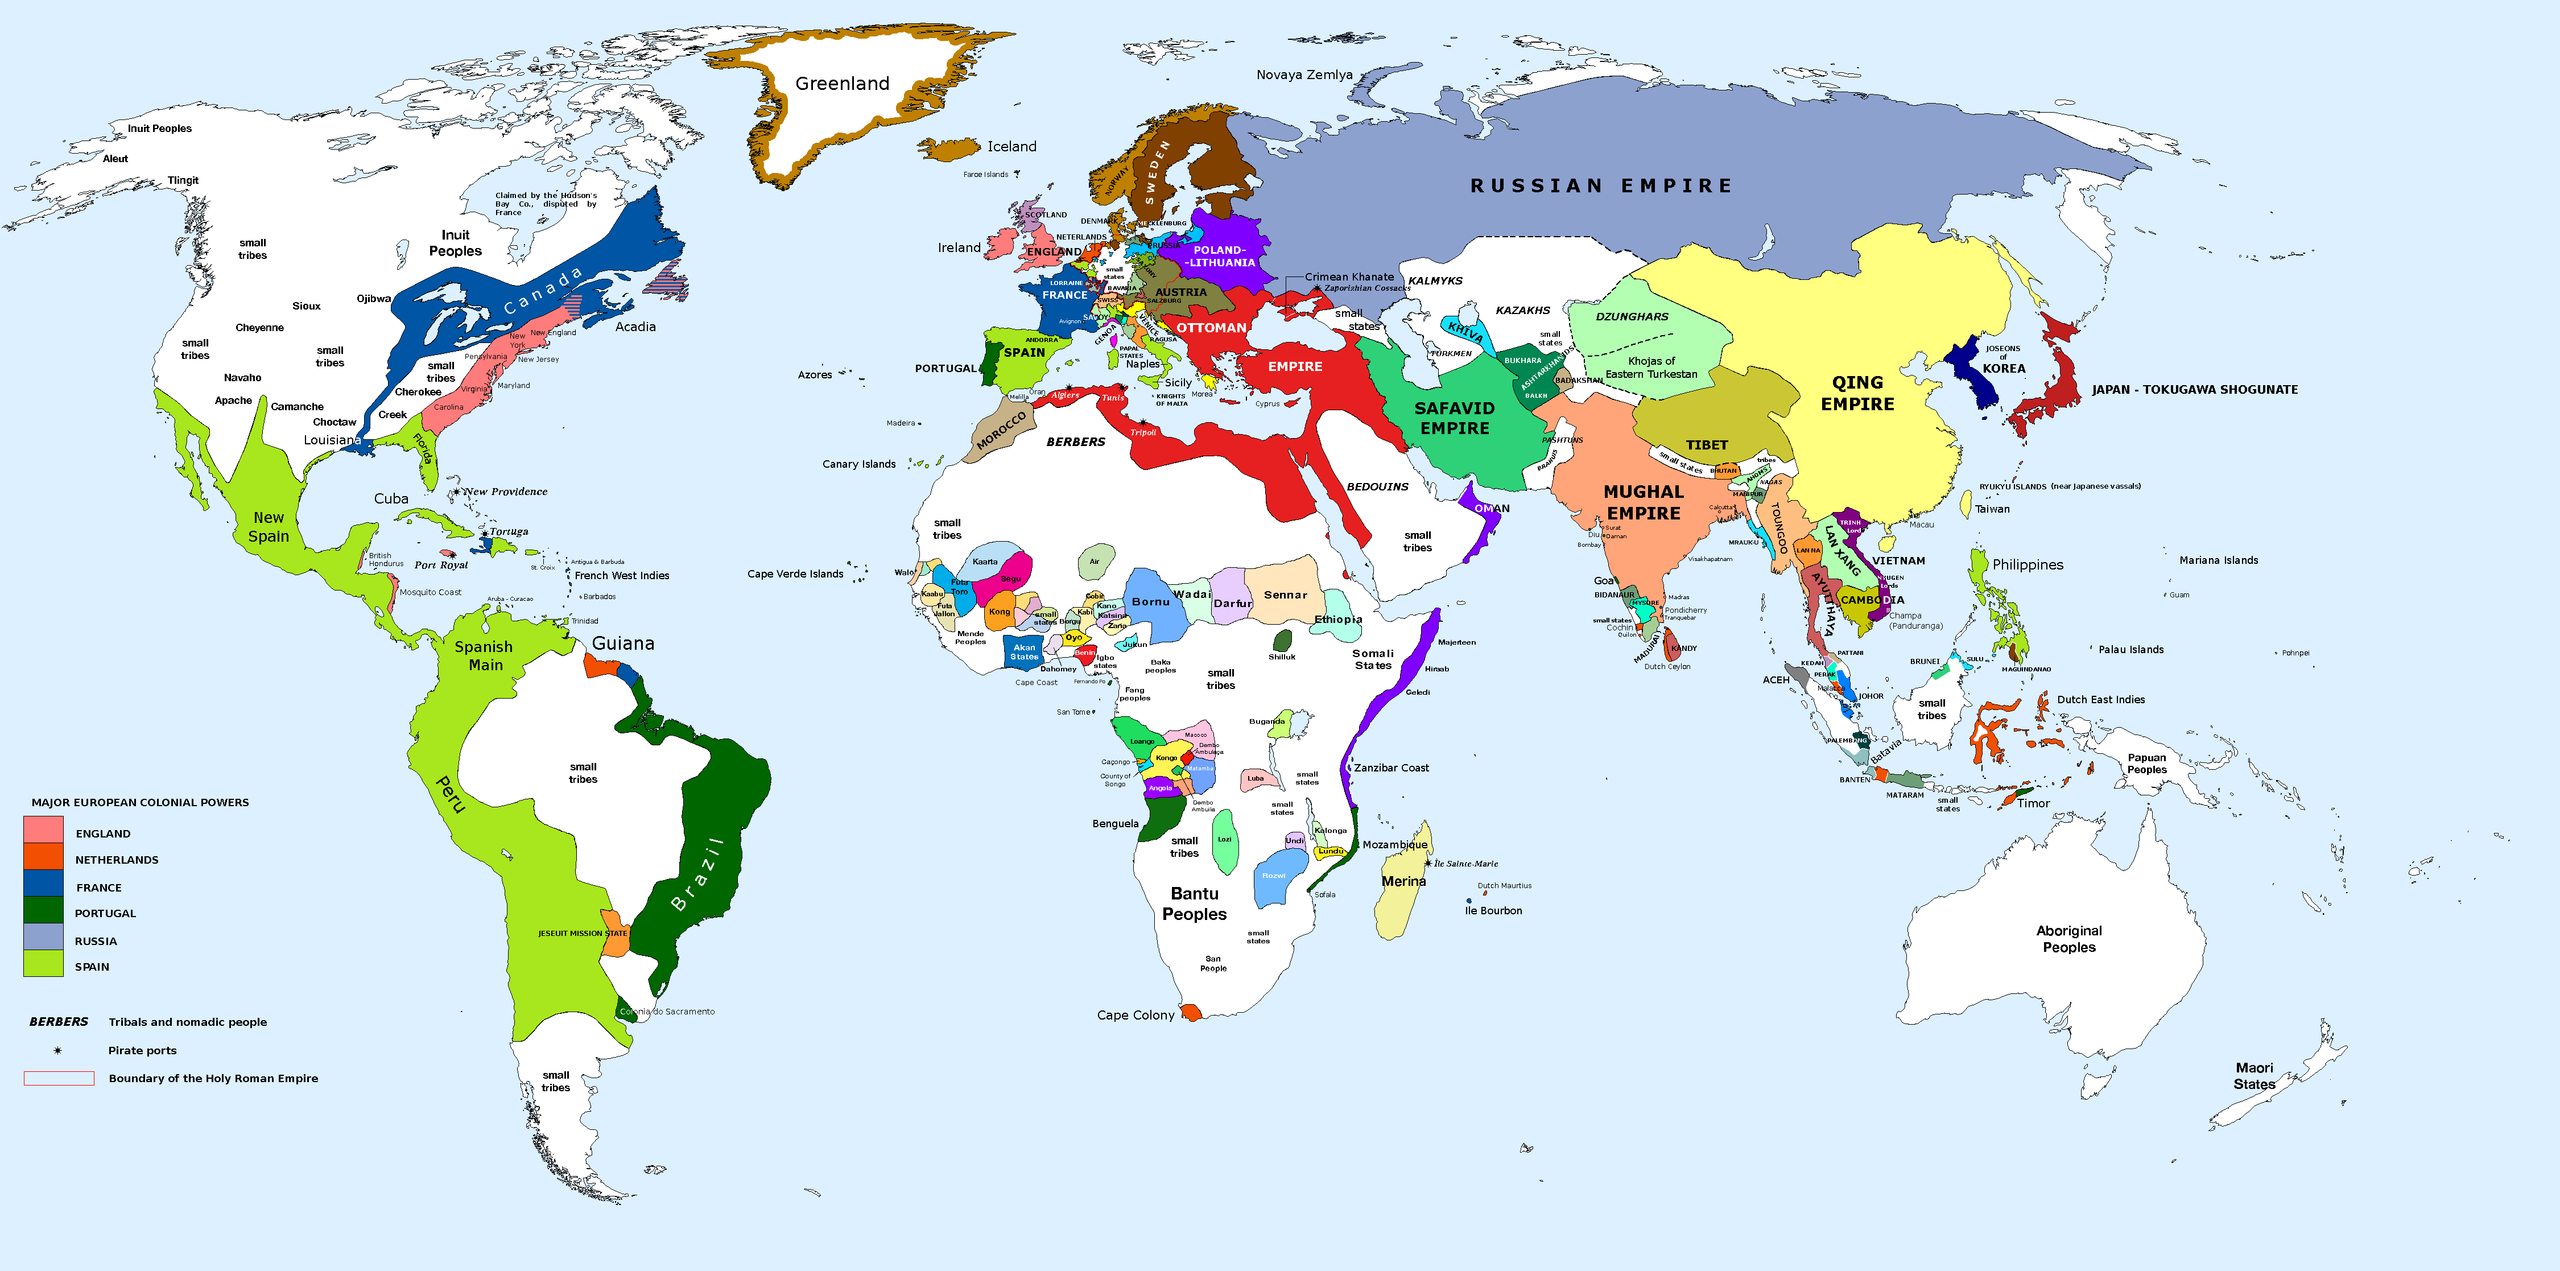 Greenland
Novaya Zemlya
Iceland
Faroe Islands
Inuit Peoples
Aleut
Tlingit
Claimed by the Hudson's
Bay Co., disputed by
France
small
tribes
Inuit
Peoples
Canada
Sioux
Ojibwa
Cheyenne
small
tribes
small
tribes
Navaho
Apache
Camanche
Choctaw
Creek
Cherokee
small
tribes
Louisiana
Florida
Acadia
New England
New
York
New Jersey
Pensylvania
Maryland
Virginia
Carolina
New
Spain
Cuba
New Providence
Tortuga
Port Royal
British
Hondurus
Mosquito Coast
St. Croix
Antigua & Barbuda
French West Indies
Barbados
Aruba - Curacao
Trinidad
Spanish
Main
Guiana
Peru
small
tribes
Brazil
JESEUIT MISSION STATE
Colonia do Sacramento
small
tribes
MAJOR EUROPEAN COLONIAL POWERS
ENGLAND
NETHERLANDS
FRANCE
PORTUGAL
RUSSIA
SPAIN
BERBERS
Tribals and nomadic people
Pirate ports
Boundary of the Holy Roman Empire
NORWAY
SWEDEN
SCOTLAND
Ireland
ENGLAND
DENMARK
MECKLENBURG
NETERLANDS
PRUSSIA
POLAND-
-LITHUANIA
small
states
SAXONY
LORRAINE
FRANCE
BAVARIA
AUSTRIA
SWISS
SALZBURG
SAVOY
Avignon
GENOA
VENICE
RAGUSA
PAPAL
STATES
Naples
Sicily
KNIGHTS
OF MALTA
Morea
Cyprus
ANDORRA
SPAIN
PORTUGAL
OTTOMAN
EMPIRE
Crimean Khanate
Zaporizhian Cossacks
small
states
RUSSIAN EMPIRE
KALMYKS
KAZAKHS
small
states
KHIVA
TURKMEN
BUKHARA
ASHTARKHANIDS
BALKH
BADAKSHAN
DZUNGHARS
Khojas of
Eastern Turkestan
SAFAVID
EMPIRE
PASHTUNS
BRAHUIS
MUGHAL
EMPIRE
TIBET
small states
tribes
BHUTAN
AHOMS
NAGAS
MANIPUR
QING
EMPIRE
JOSEONS
of
KOREA
JAPAN - TOKUGAWA SHOGUNATE
RYUKYU ISLANDS (near Japanese vassals)
Taiwan
Macau
Azores
Madeira
Canary Islands
Cape Verde Islands
Melilla
Oran
Algiers
Tunis
Tripoli
MOROCCO
BERBERS
BEDOUINS
OMAN
small
tribes
small
tribes
Walo
Kaarta
Segu
Futa
Toro
Kaabu
Futa
Jallon
Kong
Mende
Peoples
Akan
States
small
states
Borgu
Oyo
Dahomey
Benin
Igbo
states
Cape Coast
Fernando Po
Air
Gobir
Kano
Katsina
Kabi
Zaria
Jukun
Bornu
Wadai
Darfur
Sennar
Ethiopia
Shilluk
Baka
peoples
Fang
peoples
San Tome
small
tribes
Somali
States
Majerteen
Hiraab
Geledi
Buganda
Loango
Macoco
Dembo
Ambuaca
Kongo
Gacongo
County of
Songo
Matamba
Angola
Dembo
Ambuila
Benguela
Luba
small
states
Zanzibar Coast
small
states
small
tribes
Lozi
Undi
Kalonga
Lundu
Mozambique
Rozwi
Sofala
Bantu
Peoples
small
states
San
People
Cape Colony
Merina
Île Sainte-Marie
Dutch Maurtius
Ile Bourbon
Diu
Surat
Daman
Bombay
Goa
BIDANAUR
MYSORE
small states
Cochin
Quilon
MADURAI
Madras
Pondicherry
Tranquebar
KANDY
Dutch Ceylon
Visakhapatnam
Calcutta
MRAUK-U
TOUNGOO
LAN NA
LAN XANG
TRINH
Lord
VIETNAM
AYUTTHAYA
CAMBODIA
NGUGEN
Lords
Champa
(Panduranga)
Philippines
MAGUINDANAO
SULU
BRUNEI
PATTANI
KEDAH
PERAK
Malacca
JOHOR
ACEH
PALEMBANG
BANTEN
Batavia
MATARAM
small
states
small
tribes
Dutch East Indies
Timor
Papuan
Peoples
Mariana Islands
Guam
Palau Islands
Pohnpei
Aboriginal
Peoples
Maori
States